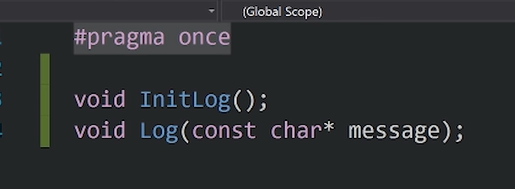 (Global Scope)
#pragma once
void InitLog();
void Log(const char* message);